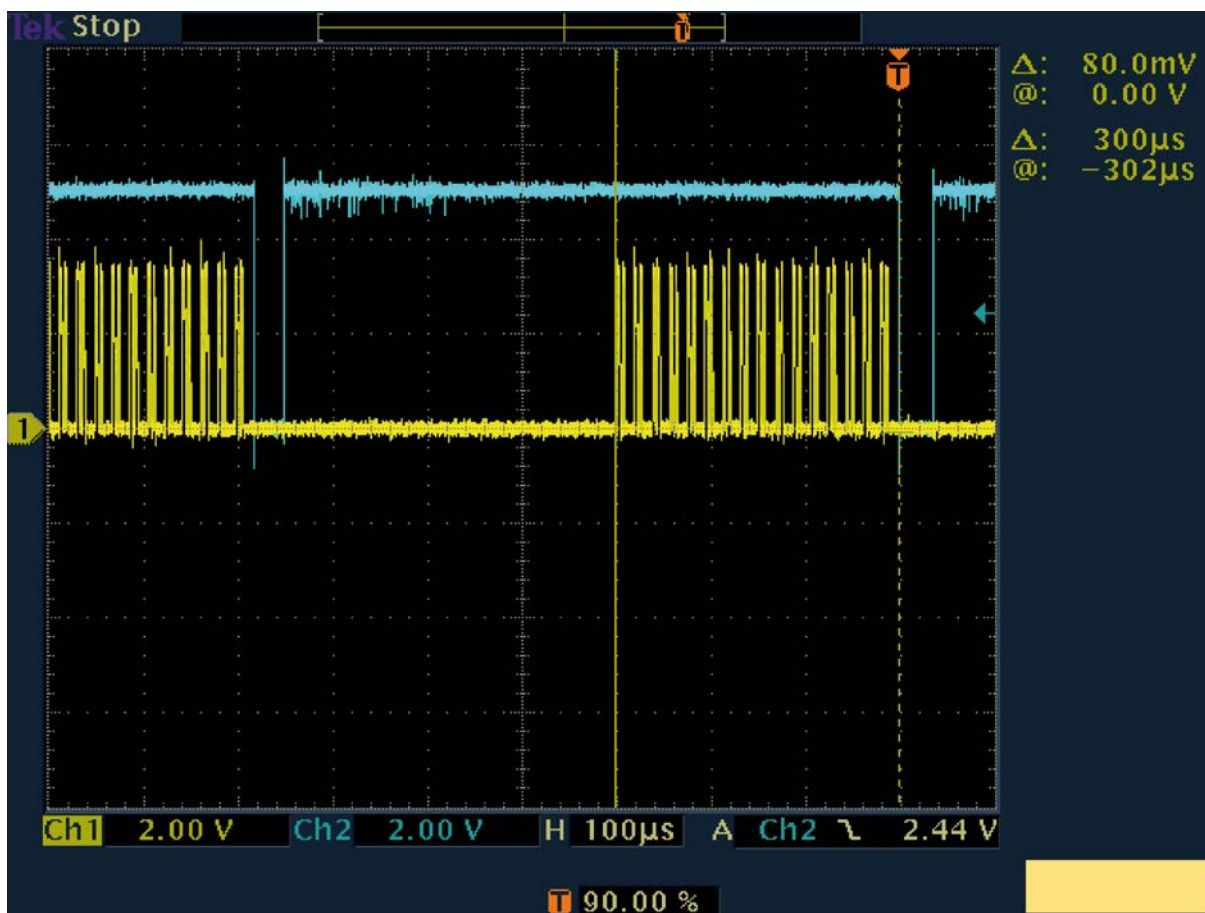 Tek Stop
T
T
Δ: 80.0mV
@: 0.00 V
Δ: 300µs
@: −302µs
1
Ch1 2.00 V Ch2 2.00 V H 100µs A Ch2 2.44 V
T 90.00 %